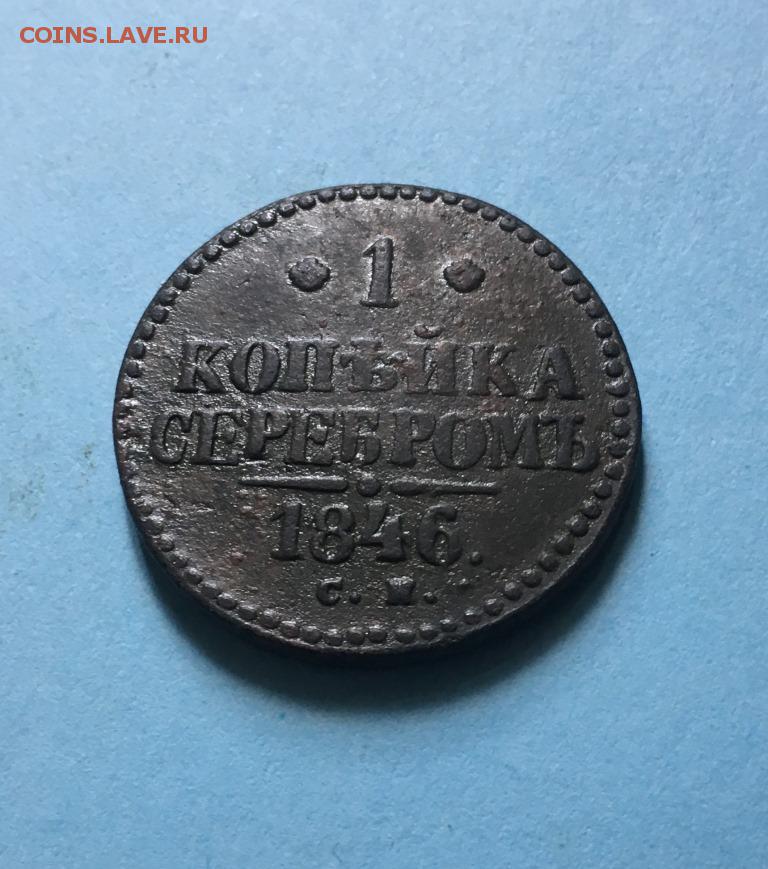 COINS.LAVE.RU
1
КОПѢЙКА
СЕРЕБРОМЪ
1846.
С. М.